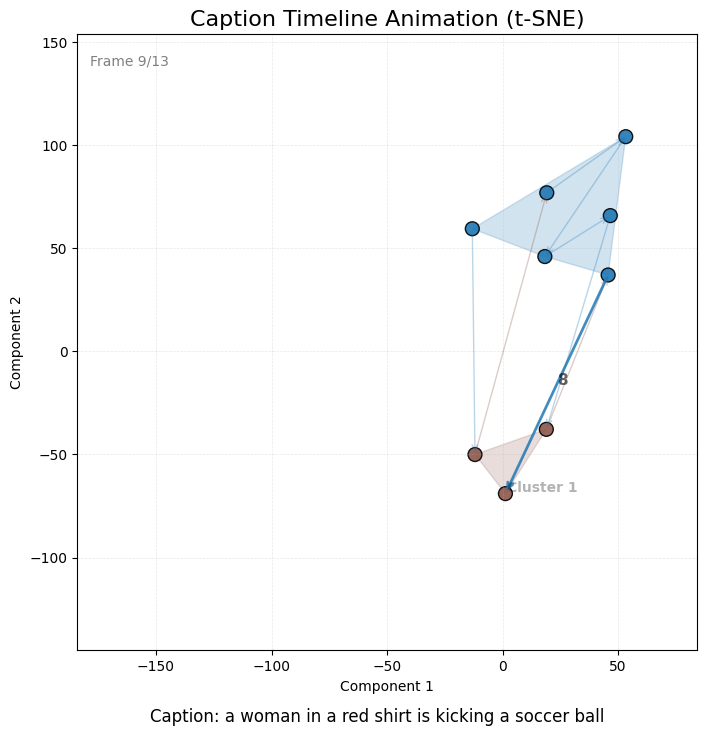 Caption Timeline Animation (t-SNE)
Frame 9/13
150
100
50
0
−50
−100
Component 2
8
Cluster 1
−150
−100
−50
0
50
Component 1
Caption: a woman in a red shirt is kicking a soccer ball